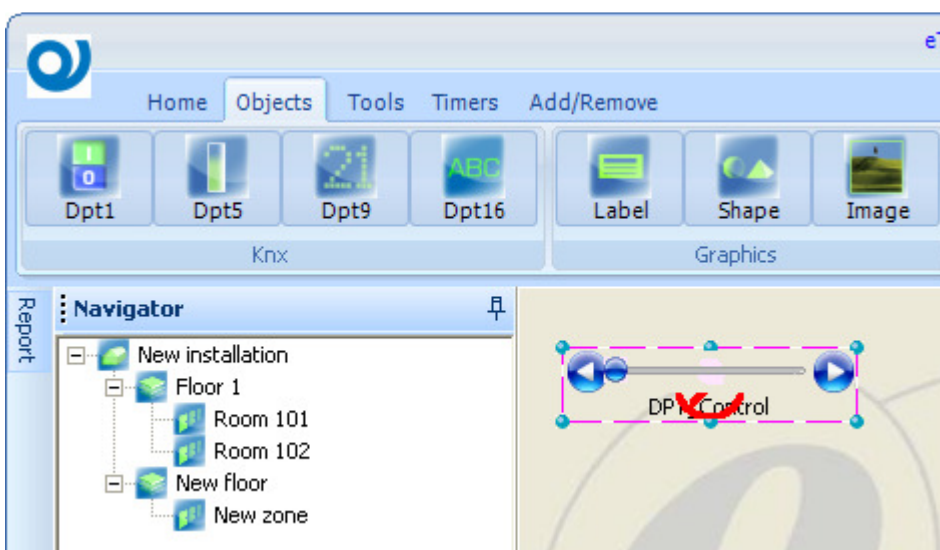 Home Objects Tools Timers Add/Remove
Dpt1 Dpt5 Dpt9 Dpt16 Label Shape Image
Knx Graphics
Report
Navigator
New installation
Floor 1
Room 101
Room 102
New floor
New zone
Control